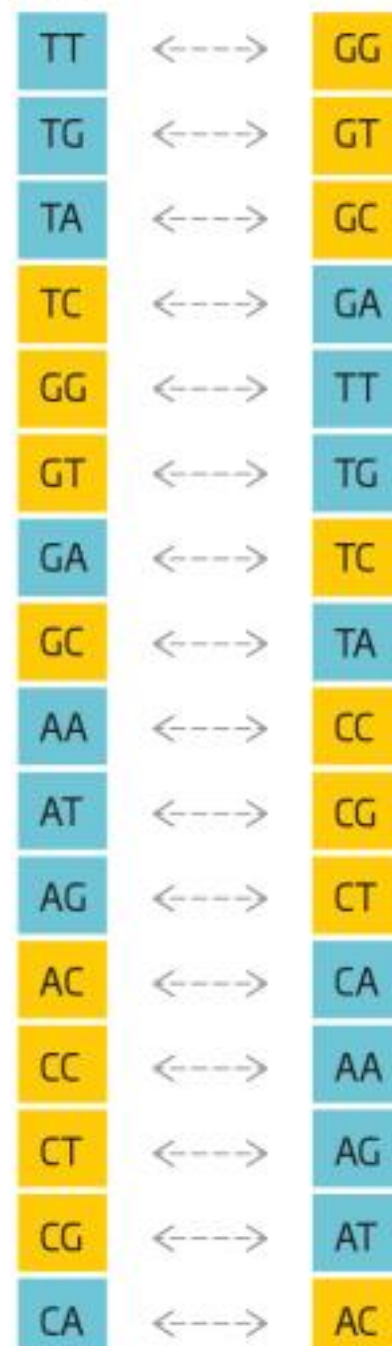 TT GG
TG GT
TA GC
TC GA
GG TT
GT TG
GA TC
GC TA
AA CC
AT CG
AG CT
AC CA
CC AA
CT AG
CG AT
CA AC